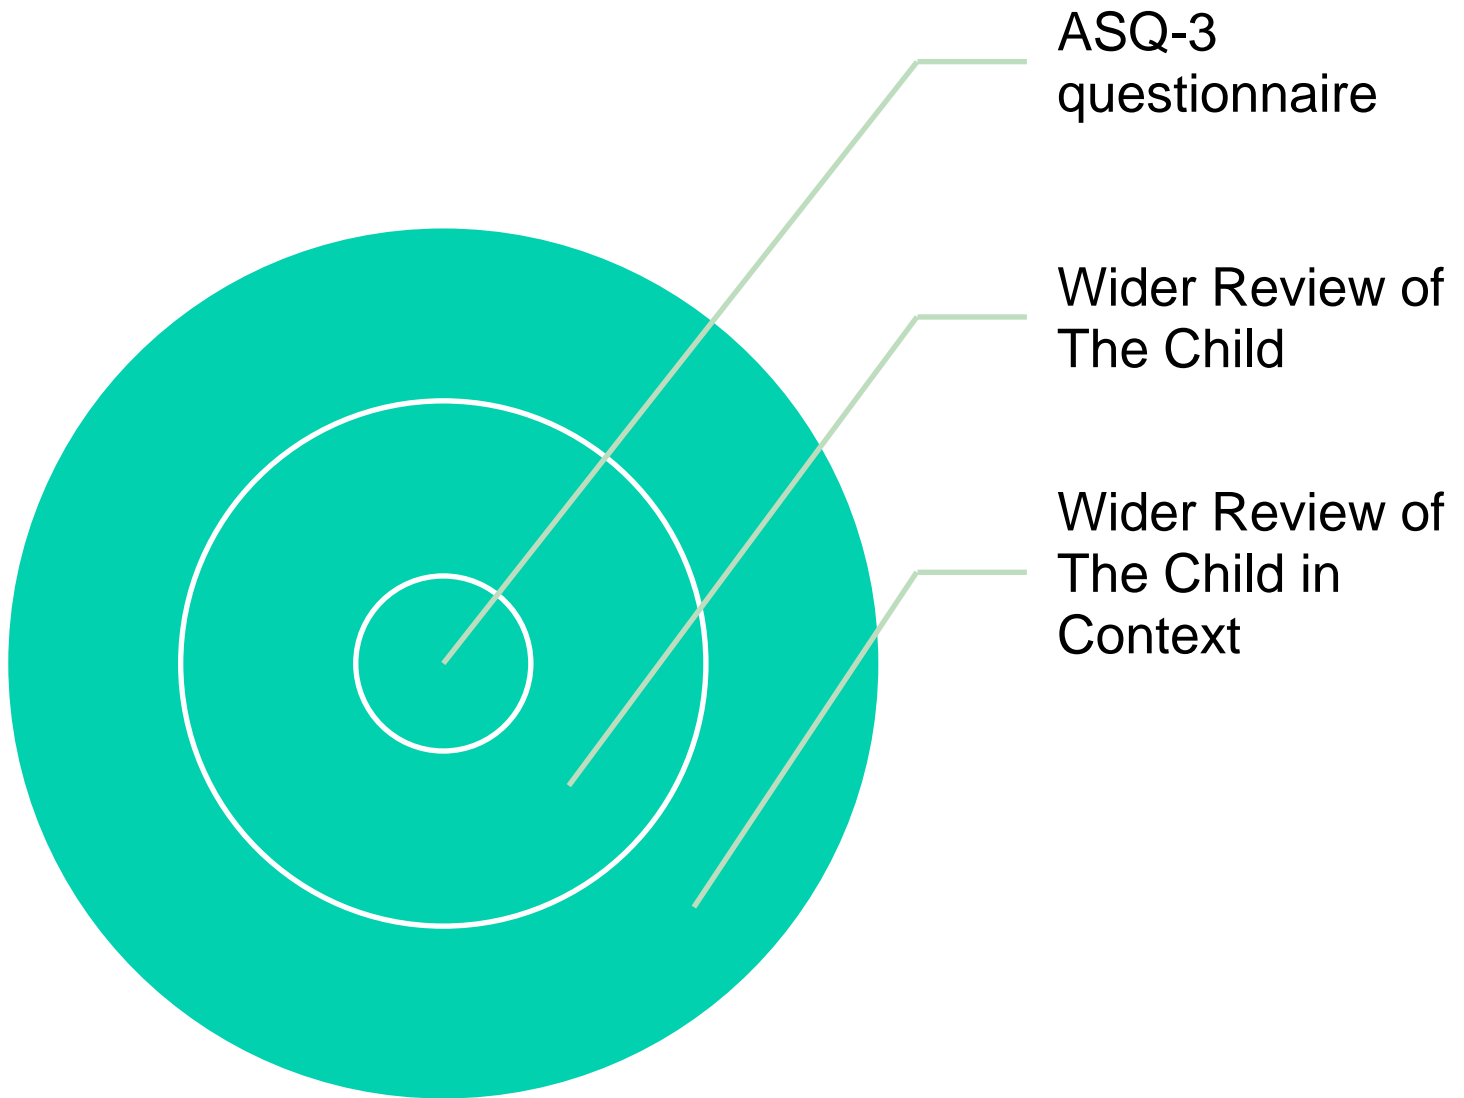 ASQ-3
questionnaire
Wider Review of
The Child
Wider Review of
The Child in
Context